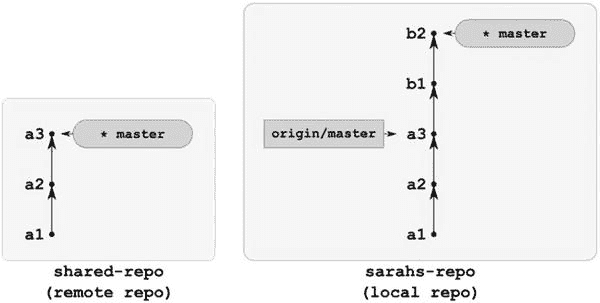 a3
* master
a2
a1
shared-repo
(remote repo)
b2
* master
b1
origin/master
a3
a2
a1
sarahs-repo
(local repo)